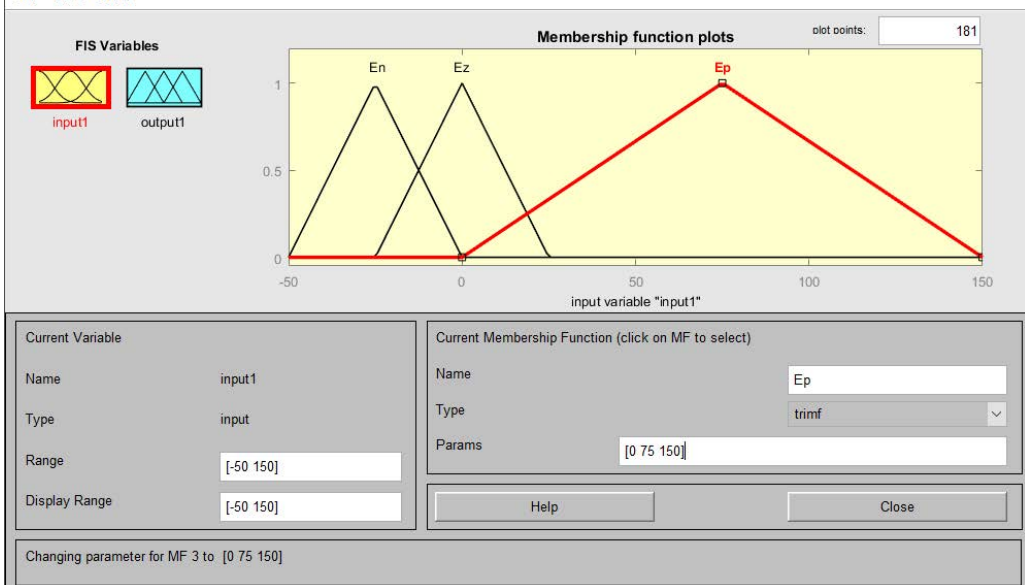 FIS Variables
Membership function plots
plot points:
181
En
Ez
Ep
input1
output1
1
0.5
0
-50
0
50
100
150
input variable "input1"
Current Variable
Name
input1
Type
input
Range
[-50 150]
Display Range
[-50 150]
Current Membership Function (click on MF to select)
Name
Ep
Type
trimf
Params
[0 75 150]
Help
Close
Changing parameter for MF 3 to [0 75 150]